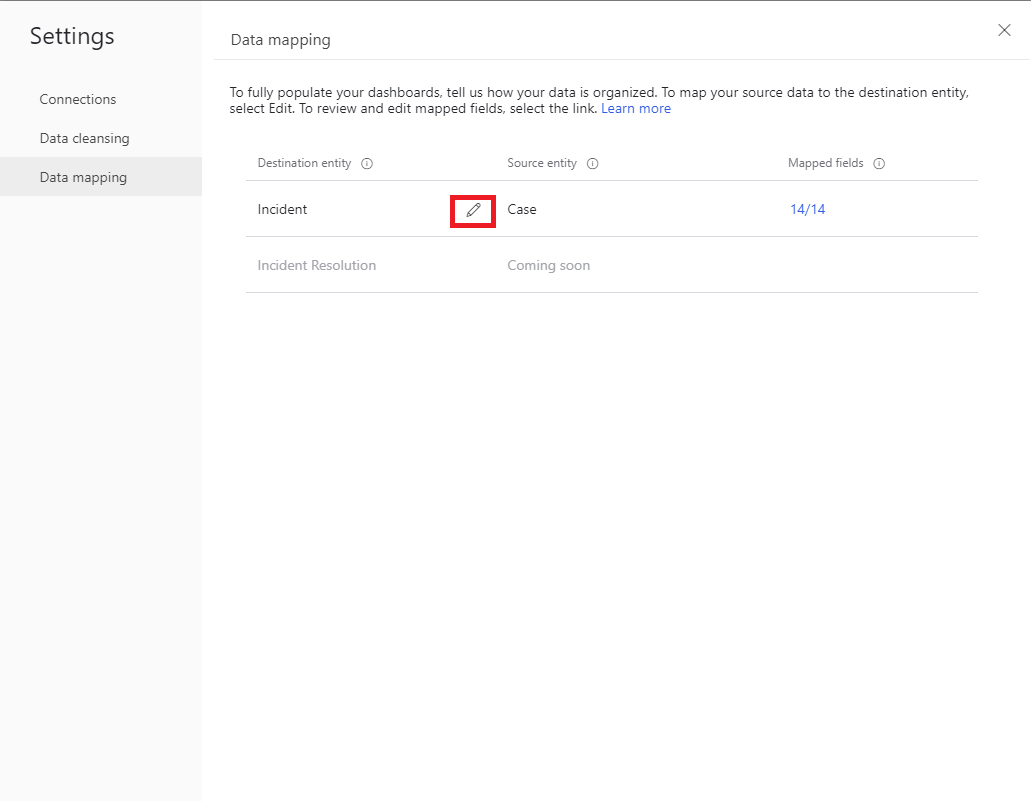 Settings
Connections
Data cleansing
Data mapping
Data mapping
To fully populate your dashboards, tell us how your data is organized. To map your source data to the destination entity,
select Edit. To review and edit mapped fields, select the link. Learn more
Destination entity Source entity Mapped fields
Incident Case 14/14
Incident Resolution Coming soon